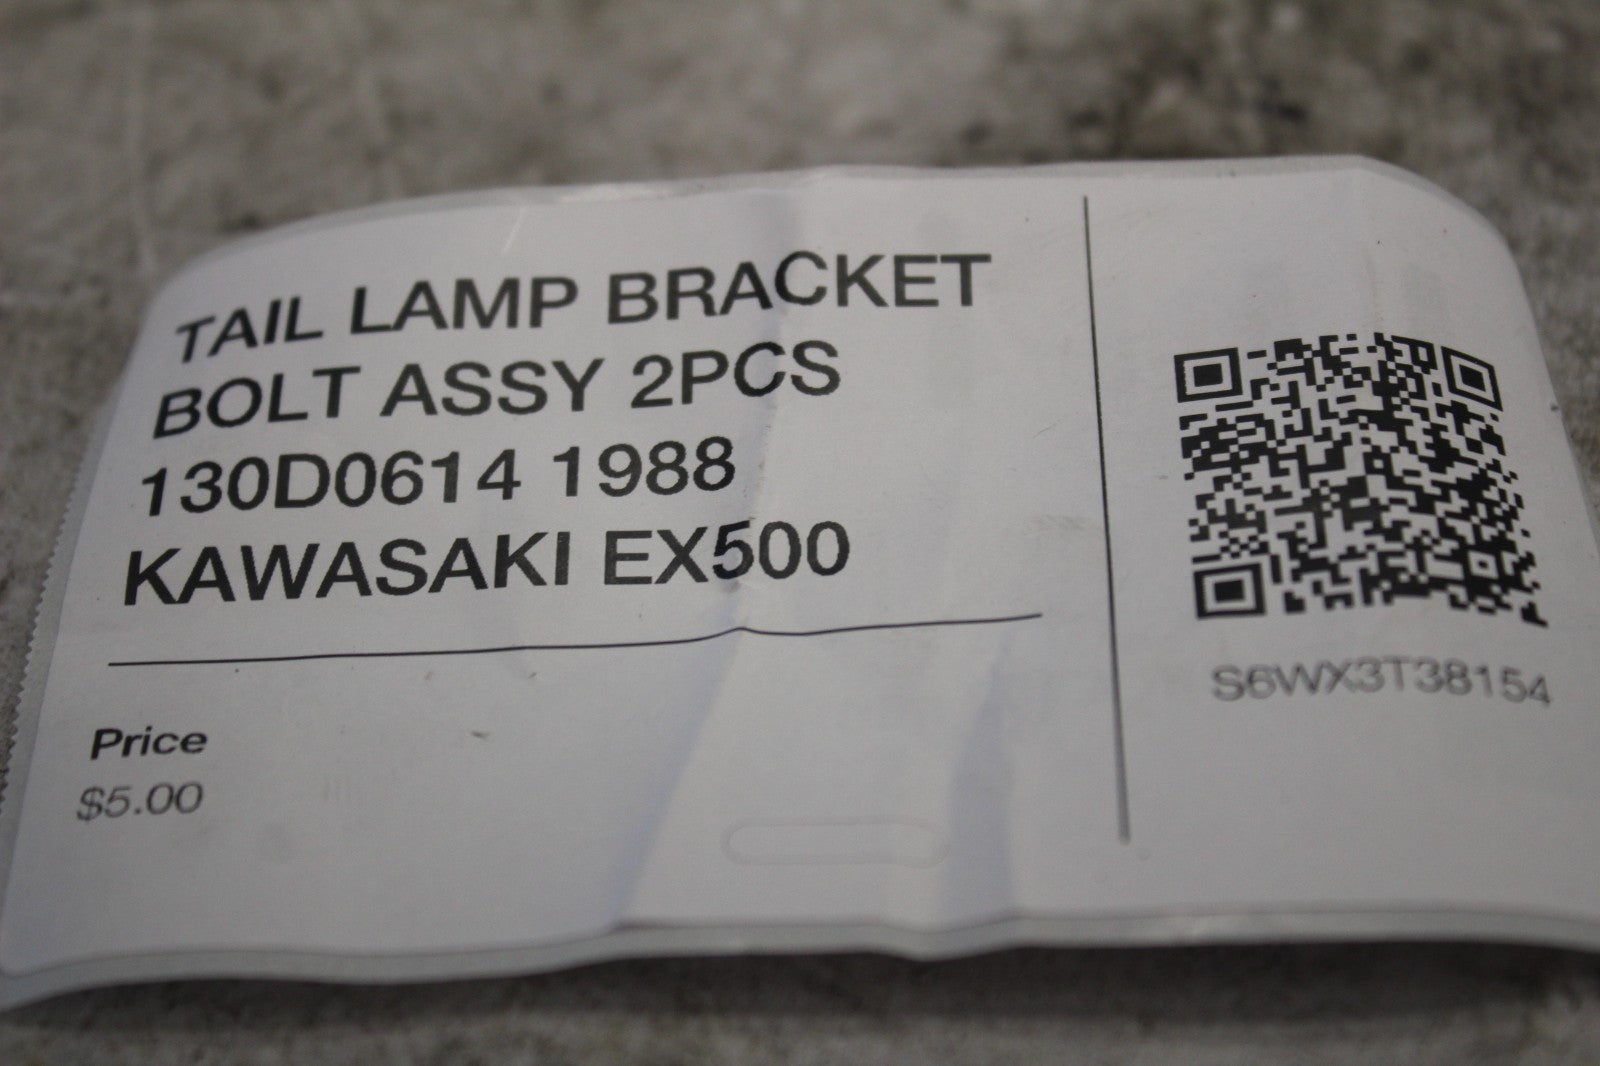 TAIL LAMP BRACKET
BOLT ASSY 2PCS
130D0614 1988
KAWASAKI EX500
Price
$5.00
S6WX3T38154